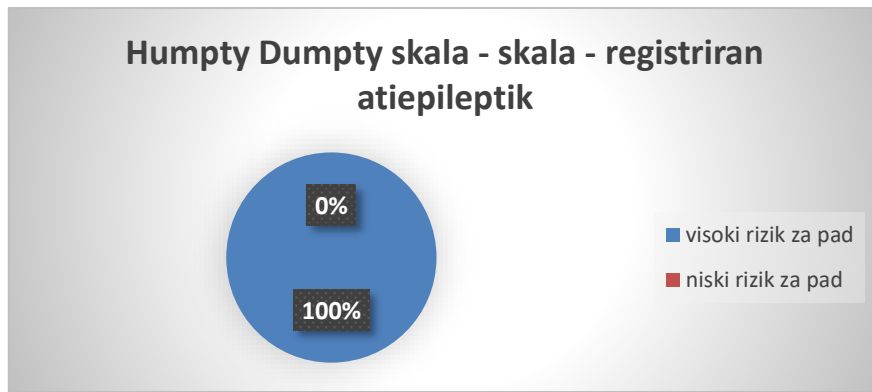 Humpty Dumpty skala - skala - registriran
atiepileptik
0%
100%
visoki rizik za pad
niski rizik za pad